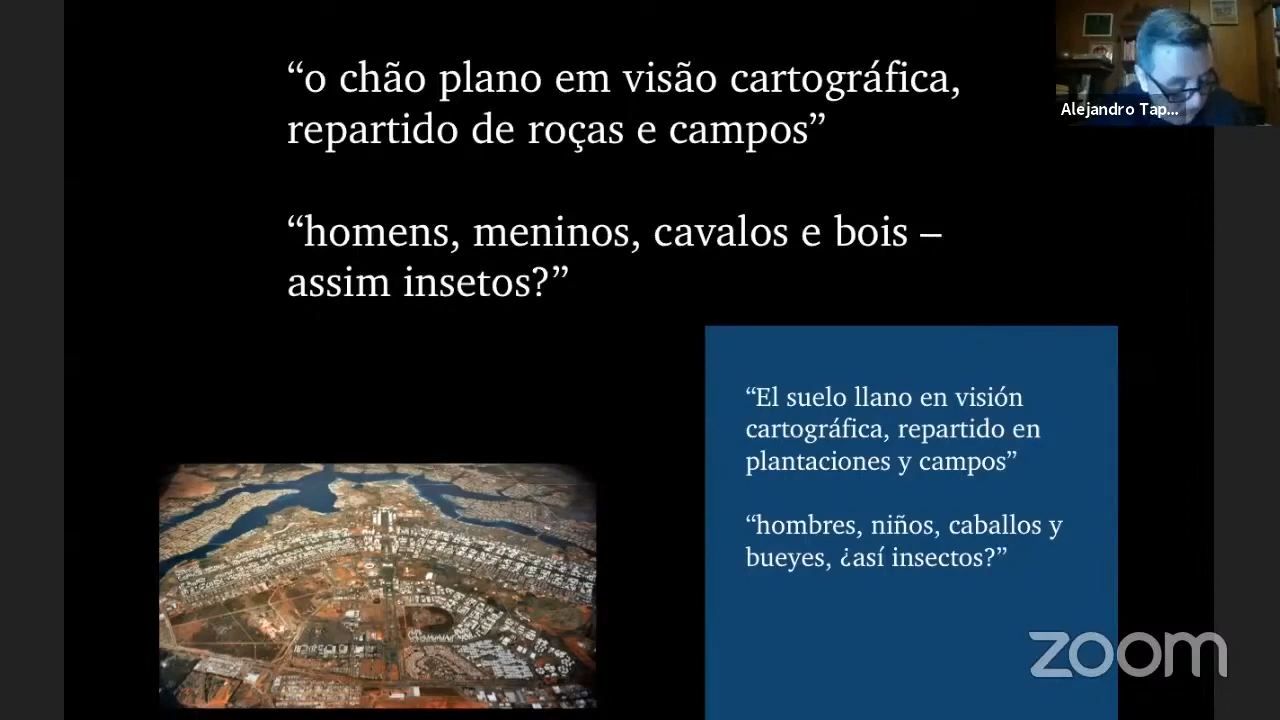 “o chão plano em visão cartográfica,
repartido de roças e campos”
“homens, meninos, cavalos e bois –
assim insetos?”
Alejandro Tap...
“El suelo llano en visión
cartográfica, repartido en
plantaciones y campos”
“hombres, niños, caballos y
bueyes, ¿así insectos?”
zoom